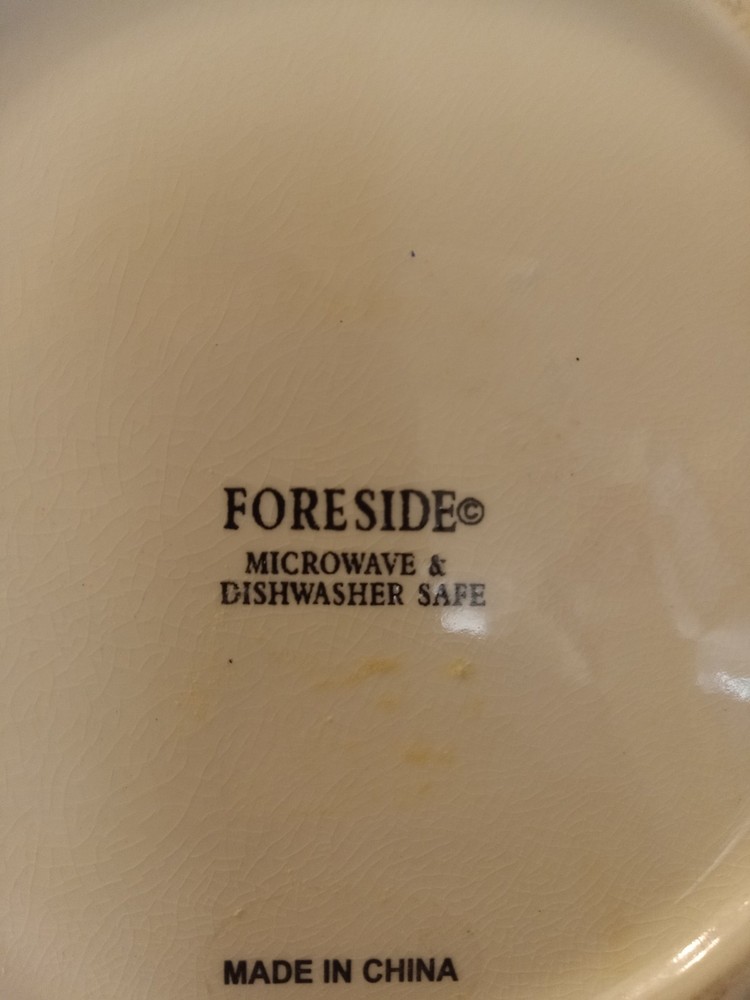 FORESIDE©
MICROWAVE &
DISHWASHER SAFE
MADE IN CHINA